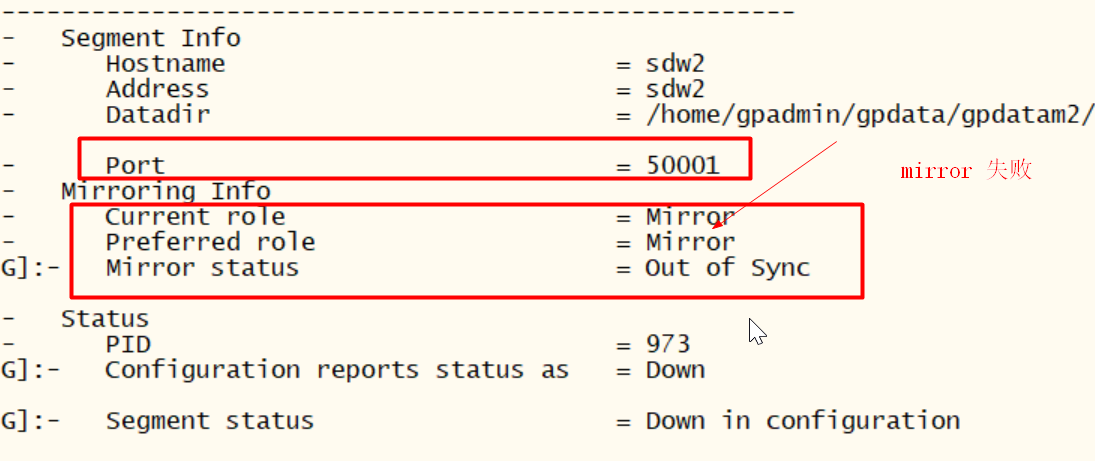 ------------------------------------------------------------
-   Segment Info
-      Hostname                          = sdw2
-      Address                           = sdw2
-      Datadir                           = /home/gpadmin/gpdata/gpdatam2/
-      Port                              = 50001
mirror 失败
-   Mirroring Info
-      Current role                      = Mirror
-      Preferred role                    = Mirror
G]:-   Mirror status                     = Out of Sync
-   Status
-      PID                               = 973
G]:-   Configuration reports status as   = Down
G]:-   Segment status                    = Down in configuration